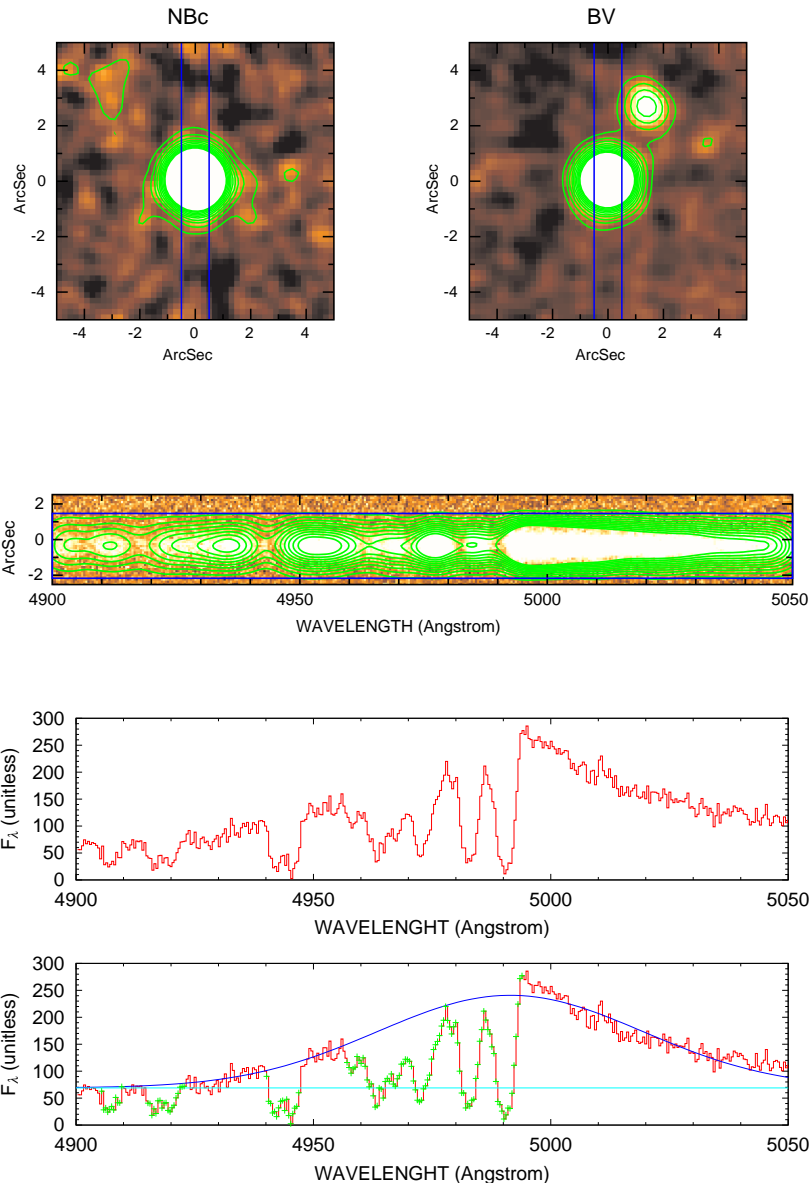 NBc BV
4 4
2 2
0 0
-2 -2
-4 -4
ArcSec ArcSec
-4 -2 0 2 4 -4 -2 0 2 4
ArcSec ArcSec
2
0
-2
ArcSec
4900 4950 5000 5050
WAVELENGTH (Angstrom)
300
250
200
150
100
50
0
F λ (unitless)
4900 4950 5000 5050
WAVELENGHT (Angstrom)
300
250
200
150
100
50
0
F λ (unitless)
4900 4950 5000 5050
WAVELENGHT (Angstrom)